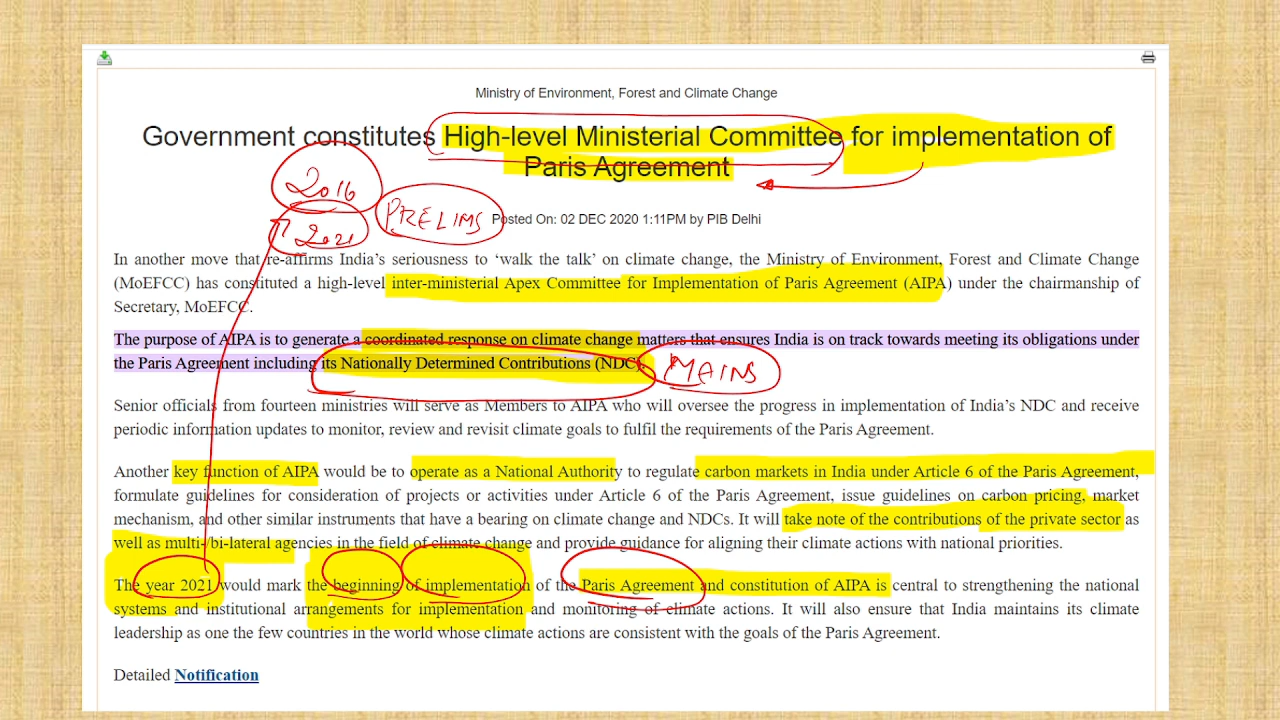 Ministry of Environment, Forest and Climate Change
Government constitutes High-level Ministerial Committee for implementation of
Paris Agreement
2016
PRELIMS
Posted On: 02 DEC 2020 1:11PM by PIB Delhi
2021
In another move that re-affirms India's seriousness to 'walk the talk' on climate change, the Ministry of Environment, Forest and Climate Change
(MoEFCC) has constituted a high-level inter-ministerial Apex Committee for Implementation of Paris Agreement (AIPA) under the chairmanship of
Secretary, MoEFCC.
The purpose of AIPA is to generate a coordinated response on climate change matters that ensures India is on track towards meeting its obligations under
the Paris Agreement including its Nationally Determined Contributions (NDC).
MAINS
Senior officials from fourteen ministries will serve as Members to AIPA who will oversee the progress in implementation of India's NDC and receive
periodic information updates to monitor, review and revisit climate goals to fulfil the requirements of the Paris Agreement.
Another key function of AIPA would be to operate as a National Authority to regulate carbon markets in India under Article 6 of the Paris Agreement,
formulate guidelines for consideration of projects or activities under Article 6 of the Paris Agreement, issue guidelines on carbon pricing, market
mechanism, and other similar instruments that have a bearing on climate change and NDCs. It will take note of the contributions of the private sector as
well as multi-/bi-lateral agencies in the field of climate change and provide guidance for aligning their climate actions with national priorities.
The year 2021 would mark the beginning of implementation of the Paris Agreement and constitution of AIPA is central to strengthening the national
systems and institutional arrangements for implementation and monitoring of climate actions. It will also ensure that India maintains its climate
leadership as one the few countries in the world whose climate actions are consistent with the goals of the Paris Agreement.
Detailed Notification